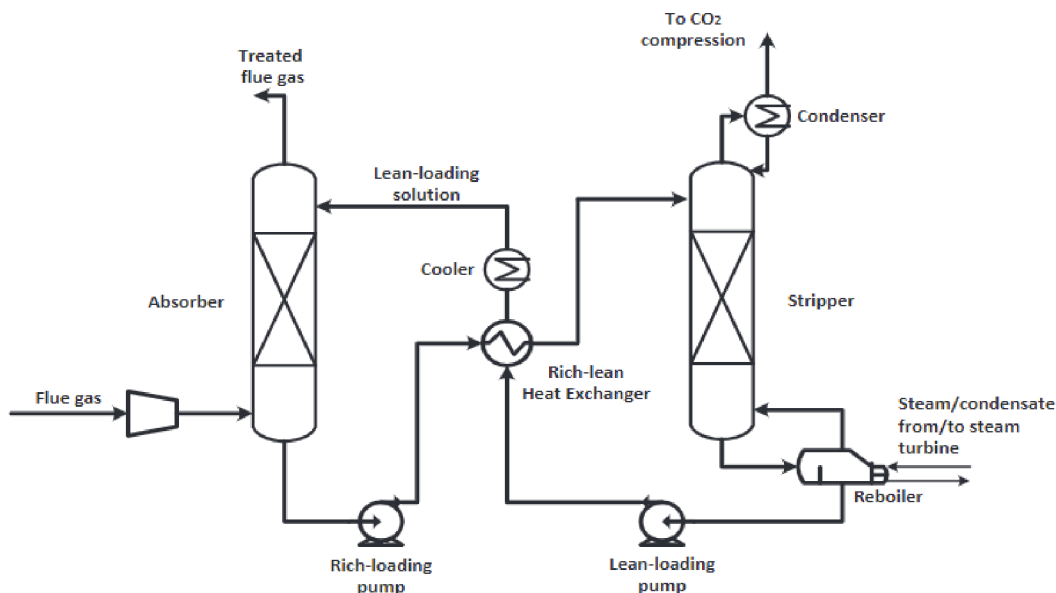 To CO₂
compression
Treated
flue gas
Condenser
Lean-loading
solution
Cooler
Absorber
Stripper
Rich-lean
Heat Exchanger
Flue gas
Steam/condensate
from/to steam
turbine
Reboiler
Rich-loading
pump
Lean-loading
pump